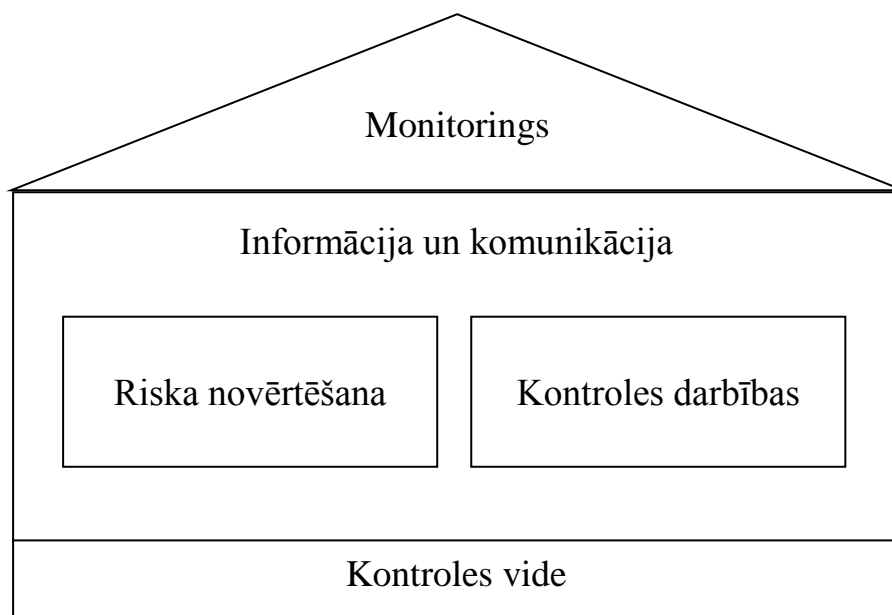 Monitorings
Informācija un komunikācija
Riska novērtēšana
Kontroles darbības
Kontroles vide